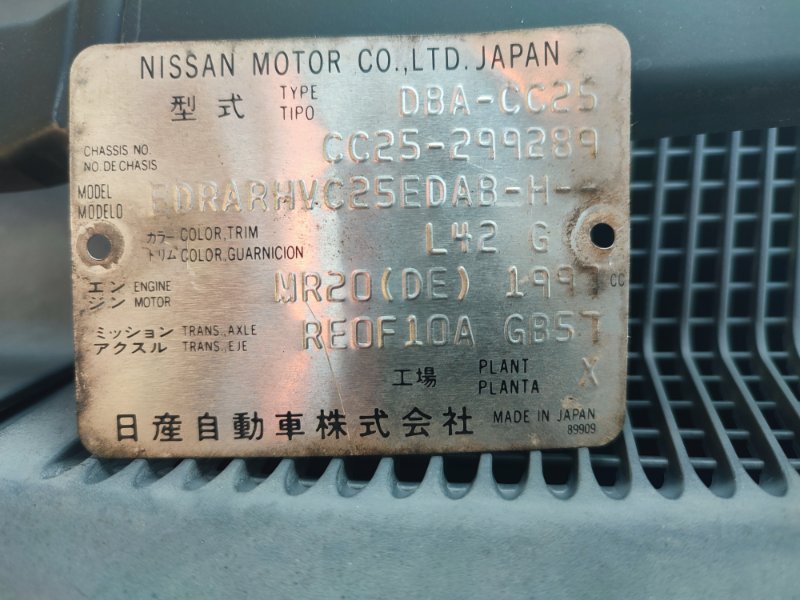 NISSAN MOTOR CO.,LTD. JAPAN
型式 TYPE TIPO DBA-CC25
CHASSIS NO. NO. DE CHASIS CC25-299289
MODEL MODELO FDRARHVC25EDAB-H--
カラー COLOR,TRIM トリム COLOR,GUARNICION L42 G
エンジン ENGINE MOTOR MR20(DE) 1997 CC
ミッション TRANS.,AXLE アクスル TRANS.,EJE RE0F10A GB57
工場 PLANT PLANTA X
日産自動車株式会社 MADE IN JAPAN
89909